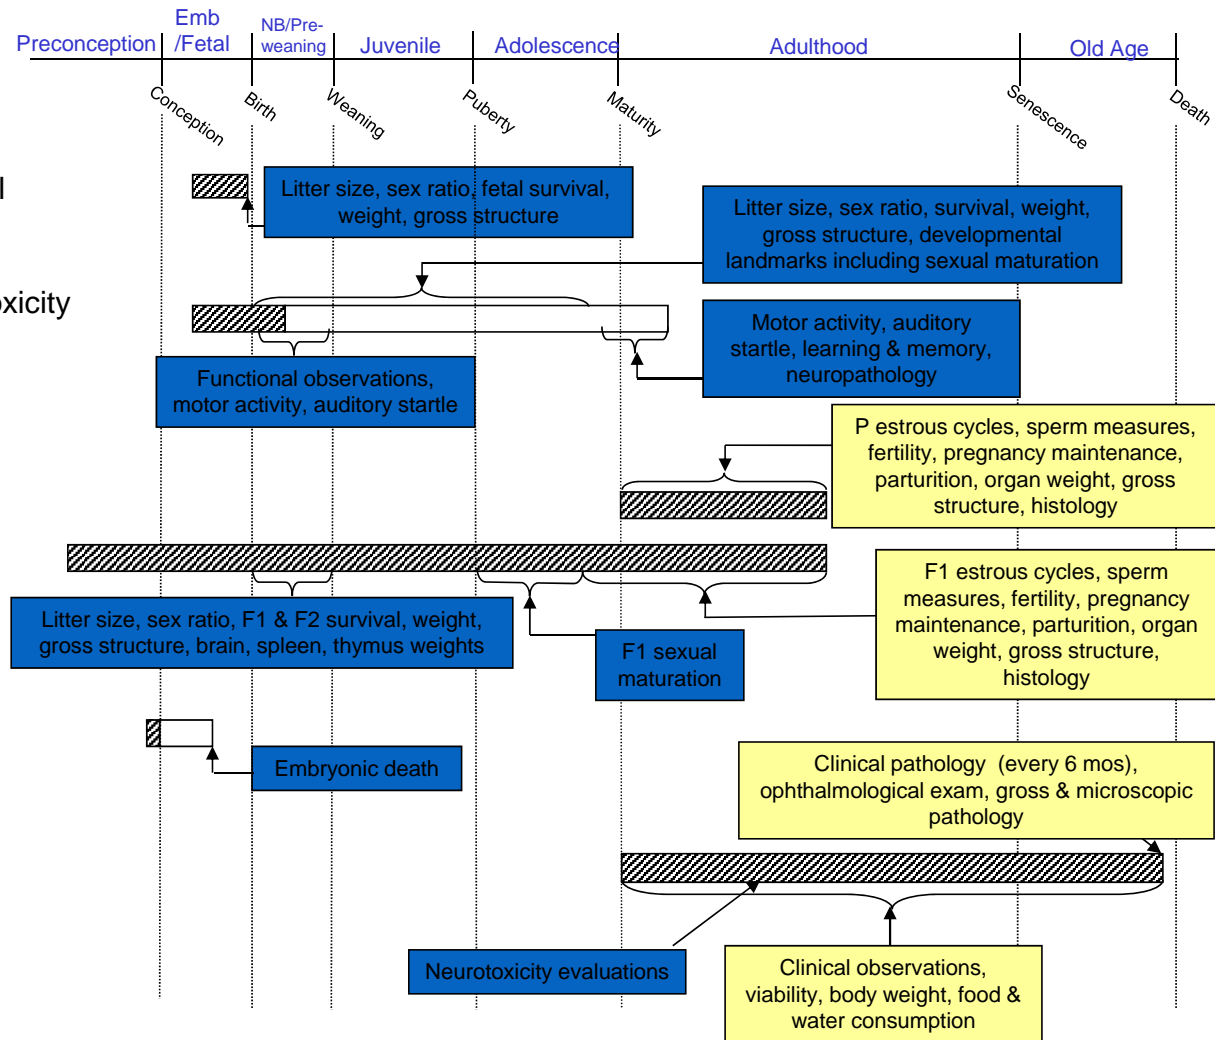 Emb
/Fetal
NB/Pre-
weaning
Preconception
Juvenile
Adolescence
Adulthood
Old Age
Conception
Birth
Weaning
Puberty
Maturity
Senescence
Death
l
Litter size, sex ratio, fetal survival,
weight, gross structure
Litter size, sex ratio, survival, weight,
gross structure, developmental
landmarks including sexual maturation
oxicity
Motor activity, auditory
startle, learning & memory,
neuropathology
Functional observations,
motor activity, auditory startle
P estrous cycles, sperm measures,
fertility, pregnancy maintenance,
parturition, organ weight, gross
structure, histology
F1 estrous cycles, sperm
measures, fertility, pregnancy
maintenance, parturition, organ
weight, gross structure,
histology
Litter size, sex ratio, F1 & F2 survival, weight,
gross structure, brain, spleen, thymus weights
F1 sexual
maturation
Embryonic death
Clinical pathology (every 6 mos),
ophthalmological exam, gross & microscopic
pathology
Neurotoxicity evaluations
Clinical observations,
viability, body weight, food &
water consumption